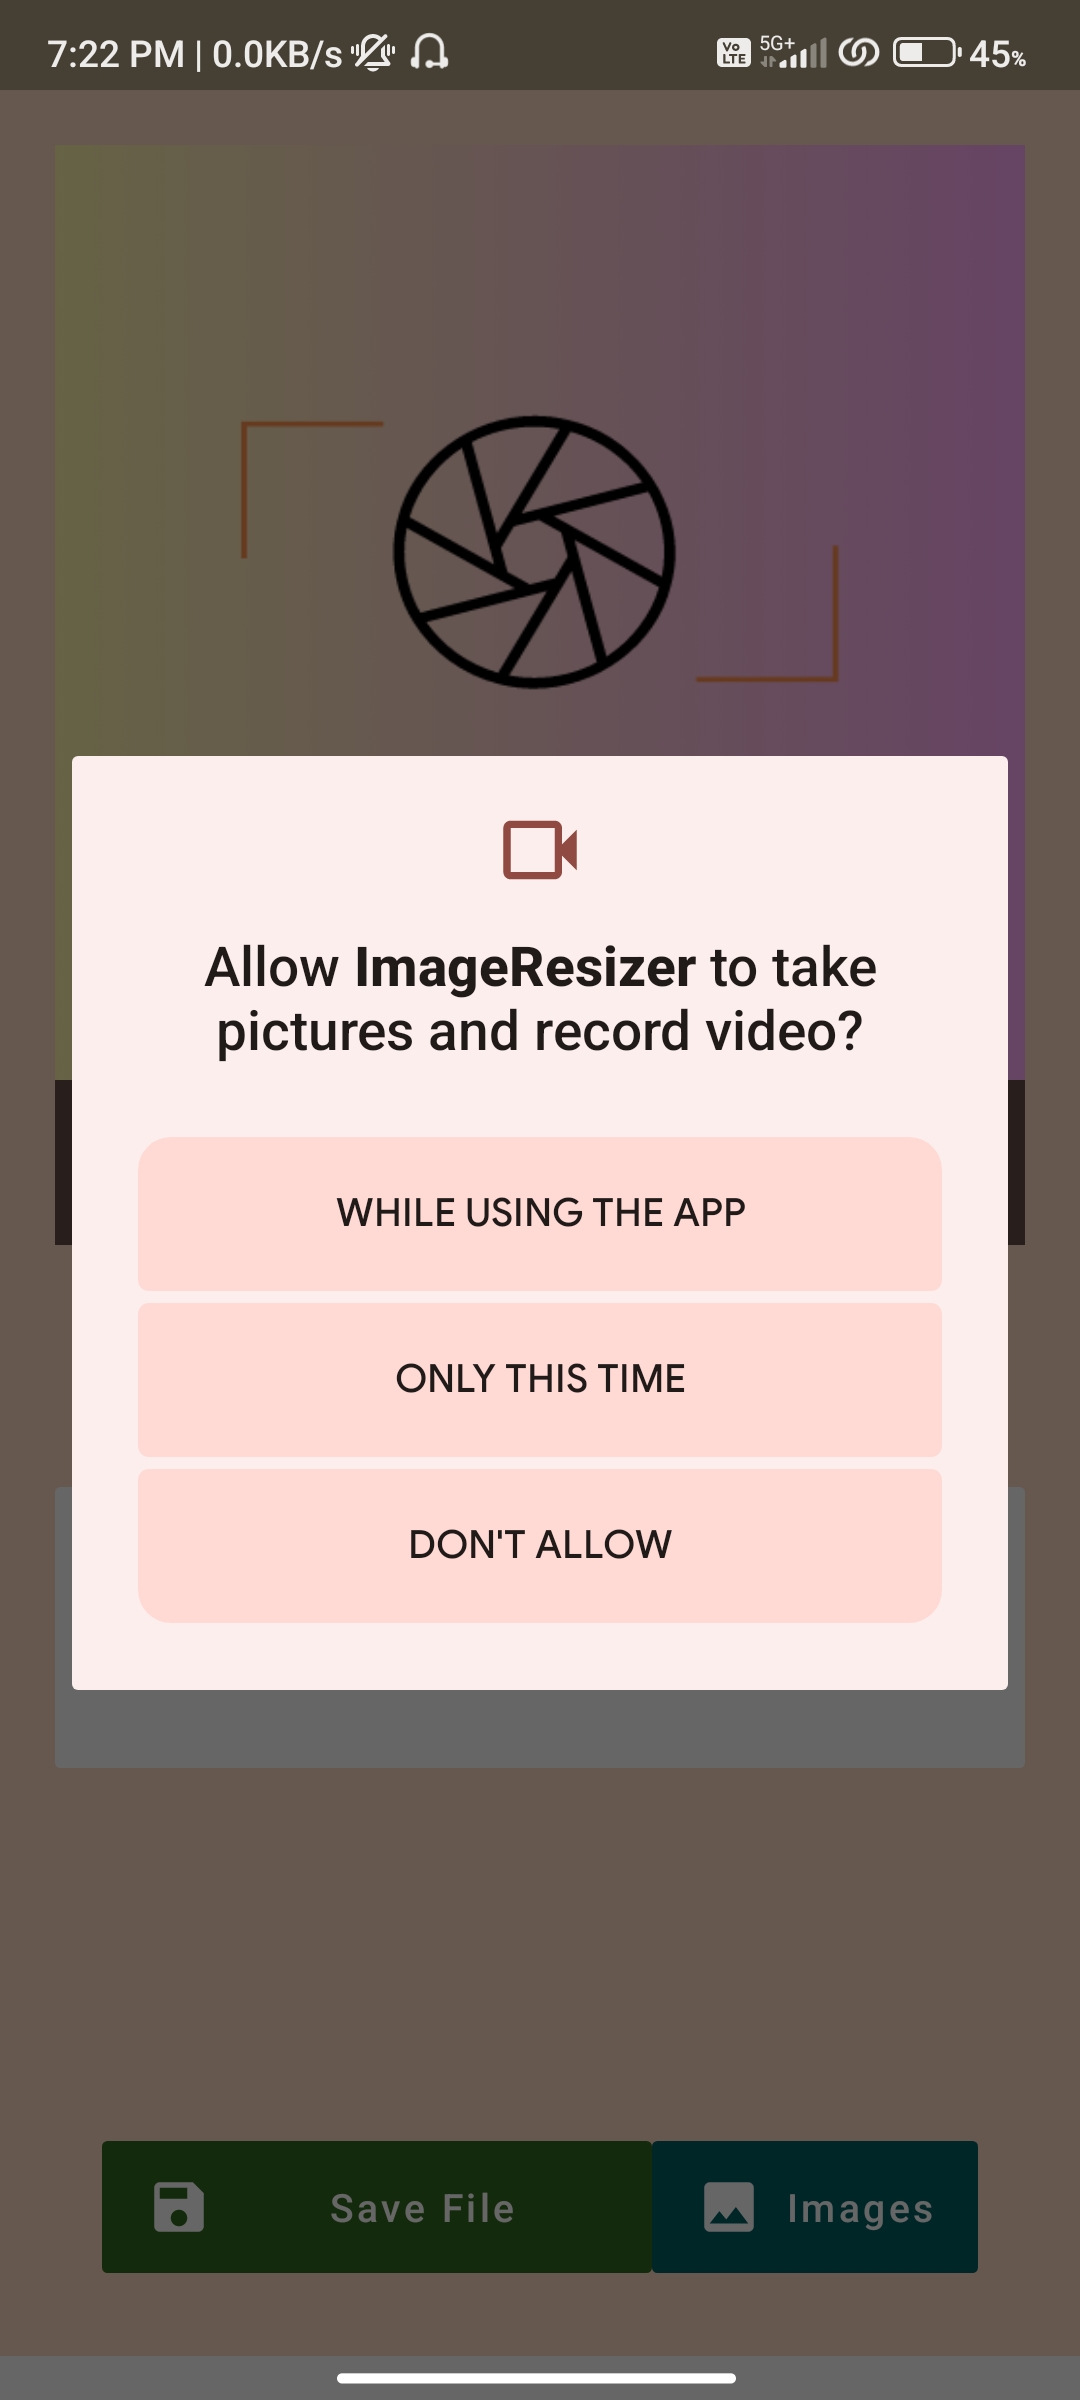 7:22 PM | 0.0KB/s Vo LTE 5G+ 45%
Allow ImageResizer to take
pictures and record video?
WHILE USING THE APP
ONLY THIS TIME
DON'T ALLOW
Save File Images